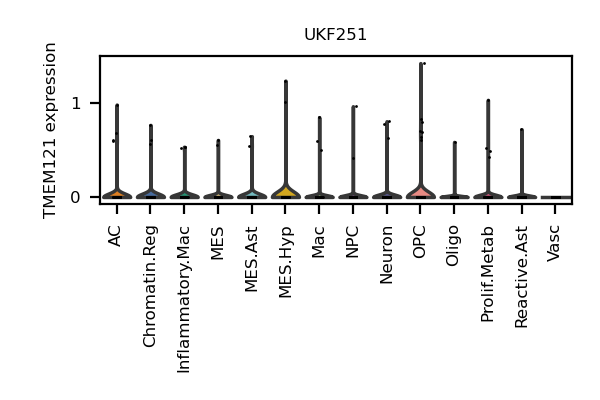 UKF251
TMEM121 expression
1
0
AC
Chromatin.Reg
Inflammatory.Mac
MES
MES.Ast
MES.Hyp
Mac
NPC
Neuron
OPC
Oligo
Prolif.Metab
Reactive.Ast
Vasc